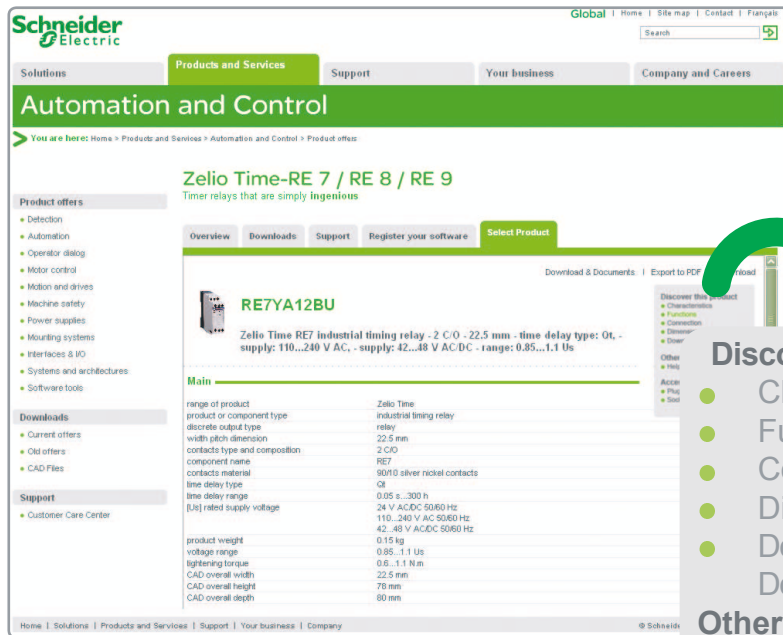 Global | Home | Site map | Contact | Français
Schneider
Electric
Search
Solutions
Products and Services
Support
Your business
Company and Careers
Automation and Control
You are here: Home > Products and Services > Automation and Control > Product offers
Zelio Time-RE 7 / RE 8 / RE 9
Timer relays that are simply ingenious
Product offers
Detection
Automation
Operator dialog
Motor control
Motion and drives
Machine safety
Power supplies
Mounting systems
Interfaces & I/O
Systems and architectures
Software tools
Downloads
Current offers
Old offers
CAD Files
Support
Customer Care Center
Overview
Downloads
Support
Register your software
Select Product
Download & Documents | Export to PDF
RE7YA12BU
Zelio Time RE7 industrial timing relay - 2 C/O - 22.5 mm - time delay type: Qt, -
supply: 110...240 V AC, - supply: 42...48 V AC/DC - range: 0.85...1.1 Us
Main
range of product Zelio Time
product or component type industrial timing relay
discrete output type relay
width pitch dimension 22.5 mm
contacts type and composition 2 C/O
component name RE7
contacts material 90/10 silver nickel contacts
time delay type Qt
time delay range 0.05 s...300 h
[Us] rated supply voltage 24 V AC/DC 50/60 Hz
110...240 V AC 50/60 Hz
42...48 V AC/DC 50/60 Hz
product weight 0.15 kg
voltage range 0.85...1.1 Us
tightening torque 0.6...1.1 N.m
CAD overall width 22.5 mm
CAD overall height 78 mm
CAD overall depth 80 mm
Discover this product
Characteristics
Functions
Connection
Other
Home | Solutions | Products and Services | Support | Your business | Company
© Schneide